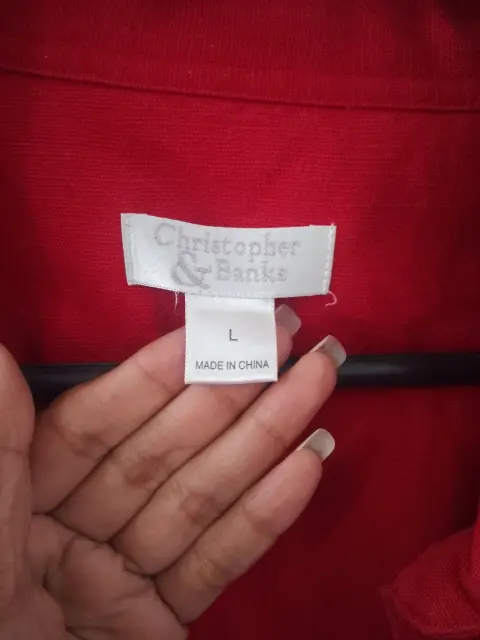 Christopher
& Banks
L
MADE IN CHINA